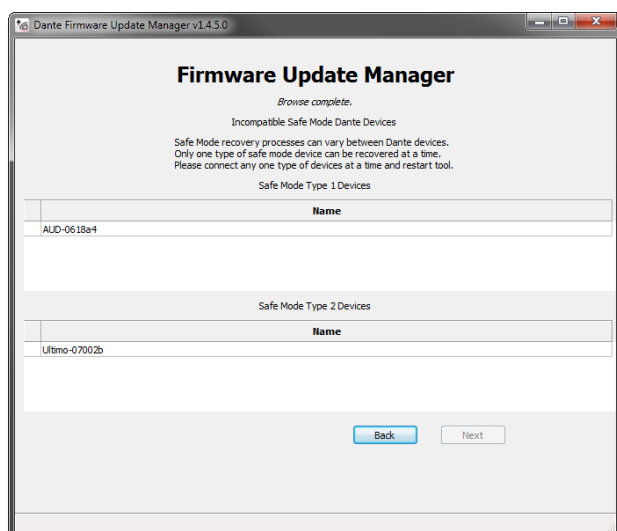 Dante Firmware Update Manager v1.4.5.0
Firmware Update Manager
Browse complete.
Incompatible Safe Mode Dante Devices
Safe Mode recovery processes can vary between Dante devices.
Only one type of safe mode device can be recovered at a time.
Please connect any one type of devices at a time and restart tool.
Safe Mode Type 1 Devices
Name
AUD-0618a4
Safe Mode Type 2 Devices
Name
Ultimo-07002b
Back Next